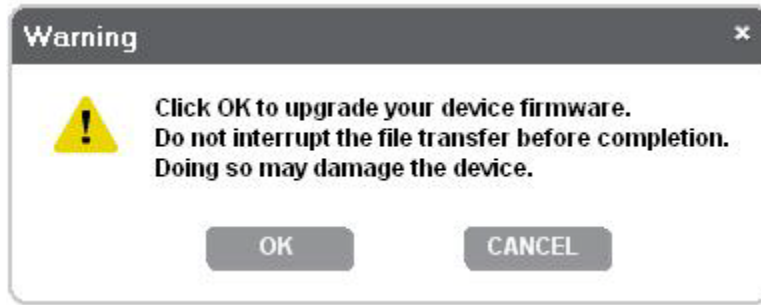 Warning
Click OK to upgrade your device firmware.
Do not interrupt the file transfer before completion.
Doing so may damage the device.
OK CANCEL